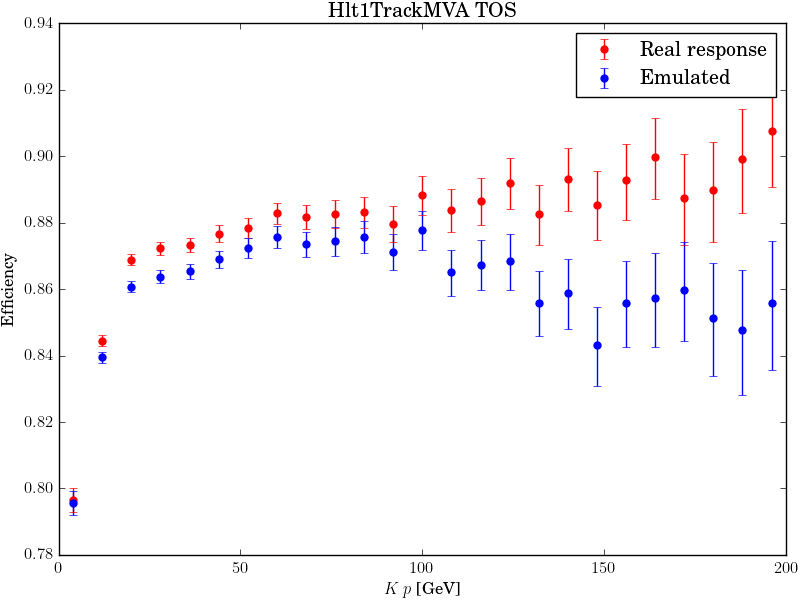 Hlt1TrackMVA TOS
Real response
Emulated
Efficiency
0.94
0.92
0.90
0.88
0.86
0.84
0.82
0.80
0.78
0 50 100 150 200
K p [GeV]